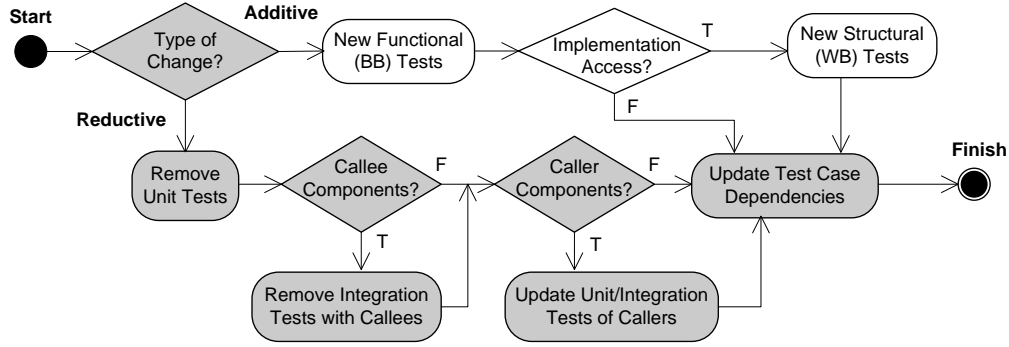 Start
Type of
Change?
Additive
New Functional
(BB) Tests
Implementation
Access?
T
New Structural
(WB) Tests
F
Reductive
Remove
Unit Tests
Callee
Components?
F
T
Remove Integration
Tests with Callees
Caller
Components?
F
T
Update Unit/Integration
Tests of Callers
Update Test Case
Dependencies
Finish